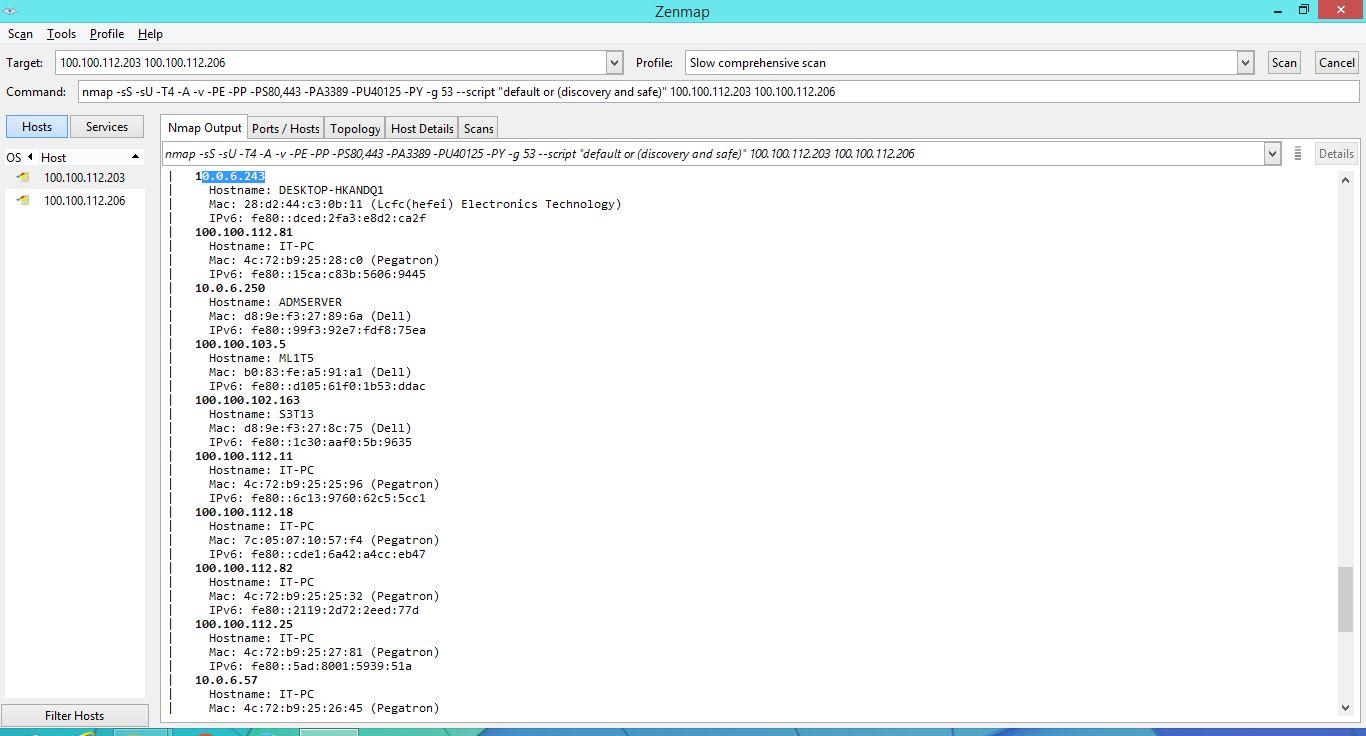 Zenmap
Scan Tools Profile Help
Target: 100.100.112.203 100.100.112.206 Profile: Slow comprehensive scan Scan Cancel
Command: nmap -sS -sU -T4 -A -v -PE -PP -PS80,443 -PA3389 -PU40125 -PY -g 53 --script "default or (discovery and safe)" 100.100.112.203 100.100.112.206
Hosts Services Nmap Output Ports / Hosts Topology Host Details Scans
OS Host
nmap -sS -sU -T4 -A -v -PE -PP -PS80,443 -PA3389 -PU40125 -PY -g 53 --script "default or (discovery and safe)" 100.100.112.203 100.100.112.206 Details
100.100.112.203
100.100.112.206
| 10.0.6.243
| Hostname: DESKTOP-HKANDQ1
| Mac: 28:d2:44:c3:0b:11 (Lcfc(hefei) Electronics Technology)
| IPv6: fe80::dced:2fa3:e8d2:ca2f
| 100.100.112.81
| Hostname: IT-PC
| Mac: 4c:72:b9:25:28:c0 (Pegatron)
| IPv6: fe80::15ca:c83b:5606:9445
| 10.0.6.250
| Hostname: ADMSERVER
| Mac: d8:9e:f3:27:89:6a (Dell)
| IPv6: fe80::99f3:92e7:fdf8:75ea
| 100.100.103.5
| Hostname: ML1T5
| Mac: b0:83:fe:a5:91:a1 (Dell)
| IPv6: fe80::d105:61f0:1b53:ddac
| 100.100.102.163
| Hostname: S3T13
| Mac: d8:9e:f3:27:8c:75 (Dell)
| IPv6: fe80::1c30:aaf0:5b:9635
| 100.100.112.11
| Hostname: IT-PC
| Mac: 4c:72:b9:25:25:96 (Pegatron)
| IPv6: fe80::6c13:9760:62c5:5cc1
| 100.100.112.18
| Hostname: IT-PC
| Mac: 7c:05:07:10:57:f4 (Pegatron)
| IPv6: fe80::cde1:6a42:a4cc:eb47
| 100.100.112.82
| Hostname: IT-PC
| Mac: 4c:72:b9:25:25:32 (Pegatron)
| IPv6: fe80::2119:2d72:2eed:77d
| 100.100.112.25
| Hostname: IT-PC
| Mac: 4c:72:b9:25:27:81 (Pegatron)
| IPv6: fe80::5ad:8001:5939:51a
| 10.0.6.57
| Hostname: IT-PC
| Mac: 4c:72:b9:25:26:45 (Pegatron)
Filter Hosts